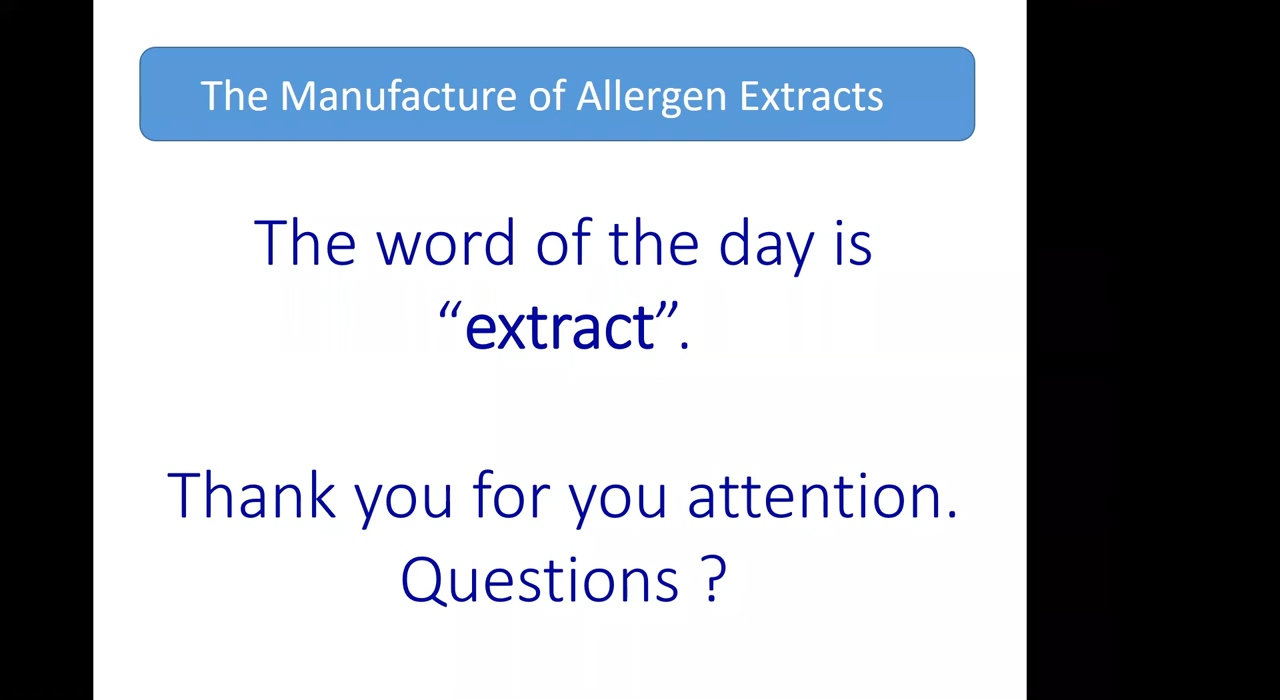 The Manufacture of Allergen Extracts
The word of the day is
“extract”.
Thank you for you attention.
Questions ?